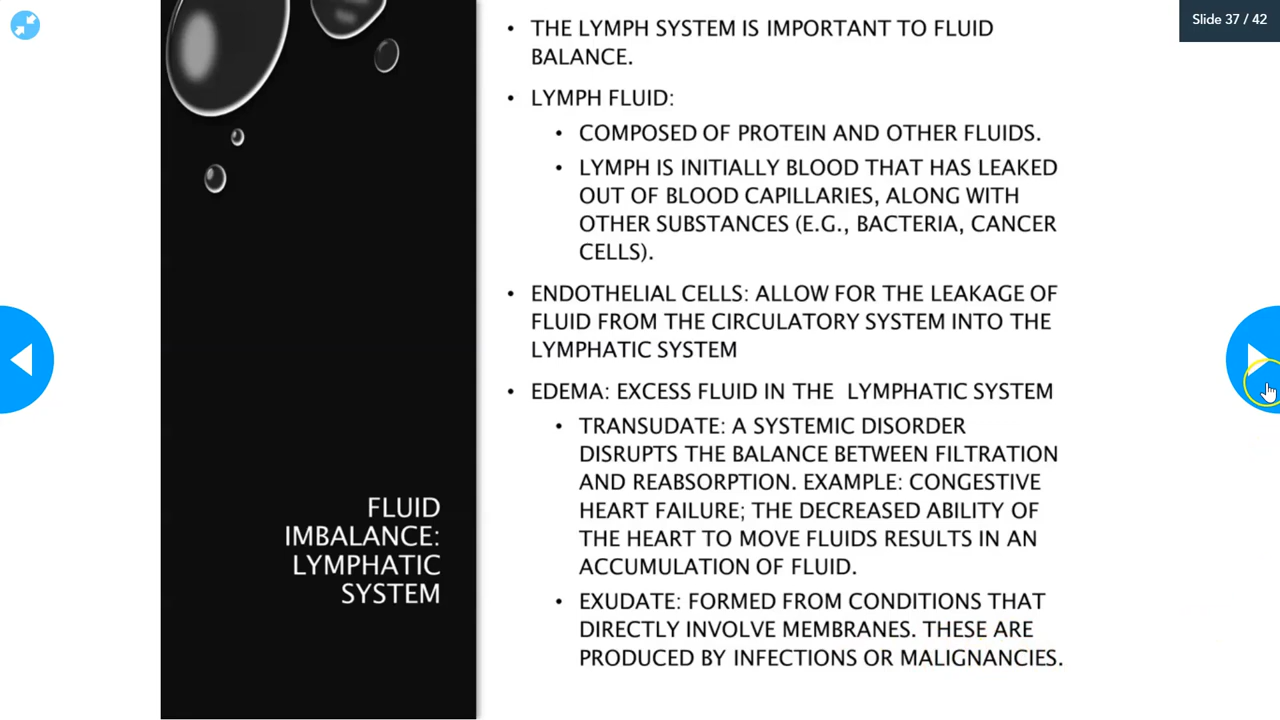 Slide 37 / 42
• THE LYMPH SYSTEM IS IMPORTANT TO FLUID
BALANCE.
• LYMPH FLUID:
• COMPOSED OF PROTEIN AND OTHER FLUIDS.
• LYMPH IS INITIALLY BLOOD THAT HAS LEAKED
OUT OF BLOOD CAPILLARIES, ALONG WITH
OTHER SUBSTANCES (E.G., BACTERIA, CANCER
CELLS).
• ENDOTHELIAL CELLS: ALLOW FOR THE LEAKAGE OF
FLUID FROM THE CIRCULATORY SYSTEM INTO THE
LYMPHATIC SYSTEM
• EDEMA: EXCESS FLUID IN THE LYMPHATIC SYSTEM
• TRANSUDATE: A SYSTEMIC DISORDER
DISRUPTS THE BALANCE BETWEEN FILTRATION
AND REABSORPTION. EXAMPLE: CONGESTIVE
HEART FAILURE; THE DECREASED ABILITY OF
THE HEART TO MOVE FLUIDS RESULTS IN AN
ACCUMULATION OF FLUID.
• EXUDATE: FORMED FROM CONDITIONS THAT
DIRECTLY INVOLVE MEMBRANES. THESE ARE
PRODUCED BY INFECTIONS OR MALIGNANCIES.
FLUID
IMBALANCE:
LYMPHATIC
SYSTEM